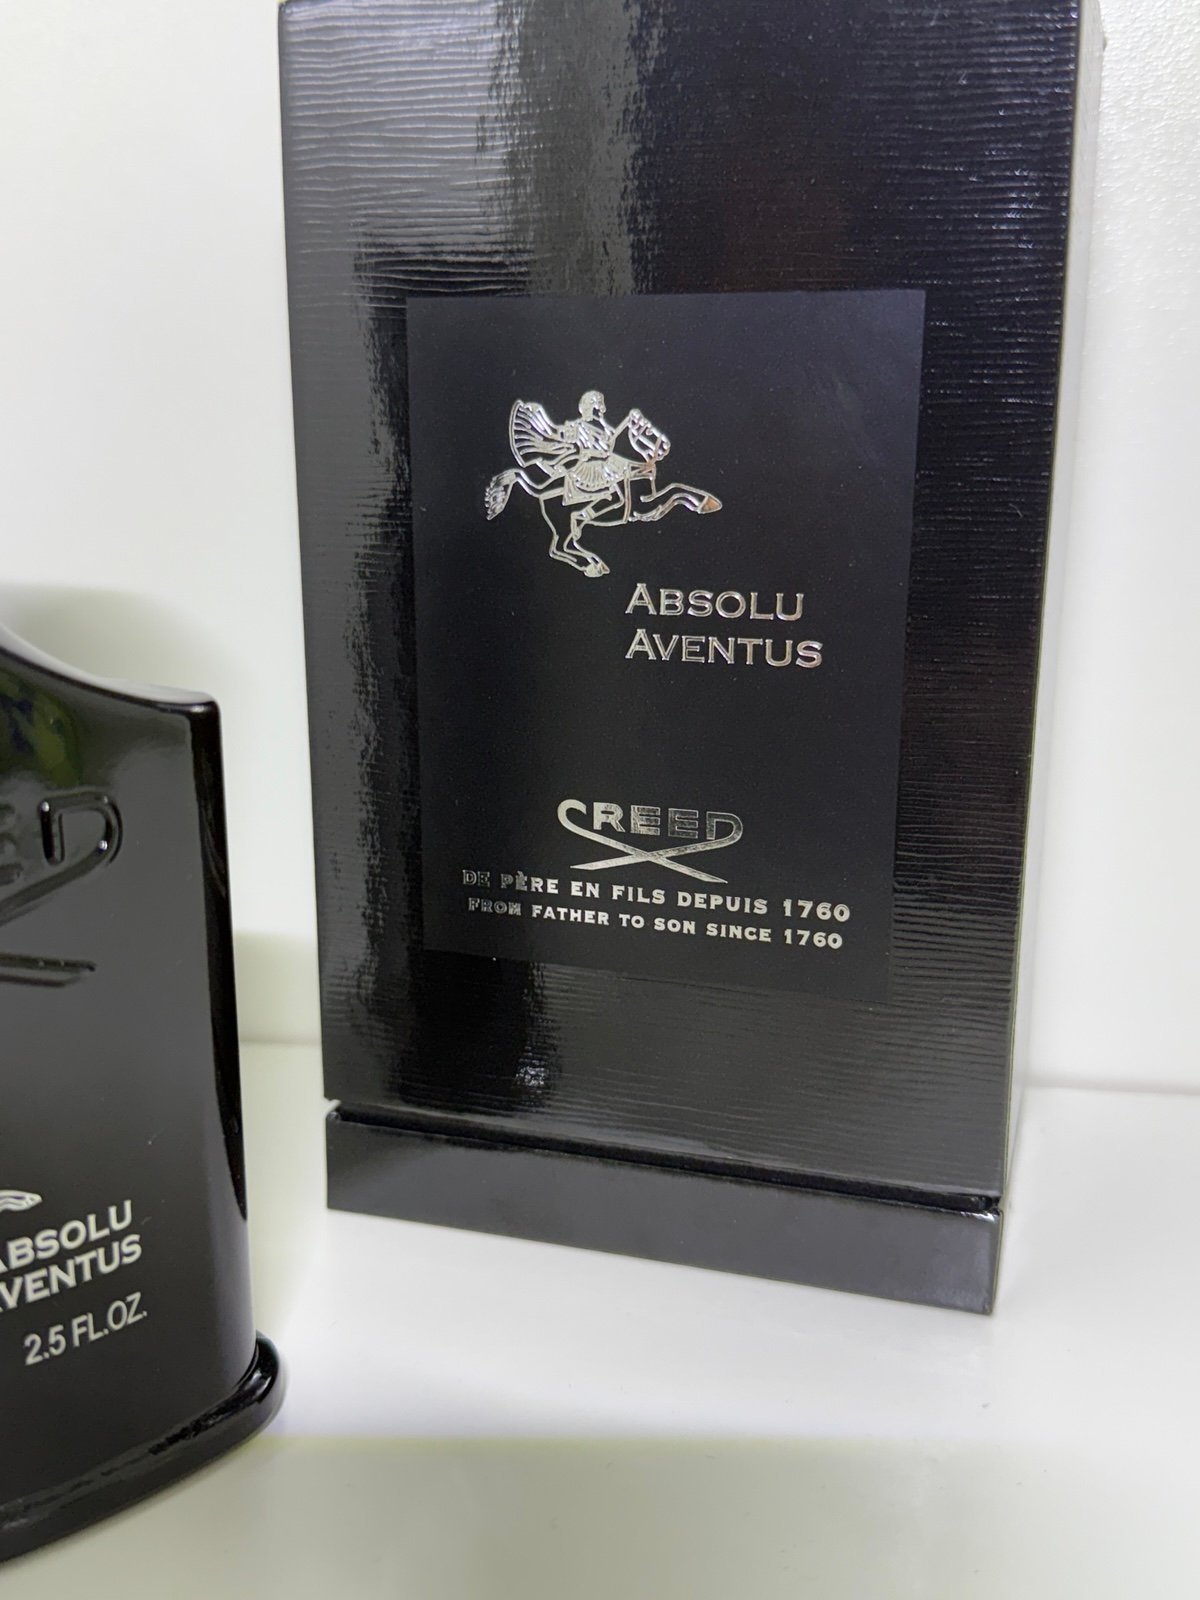 ABSOLU
AVENTUS
CREED
DE PÈRE EN FILS DEPUIS 1760
FROM FATHER TO SON SINCE 1760
ABSOLU
AVENTUS
2.5 FL.OZ.